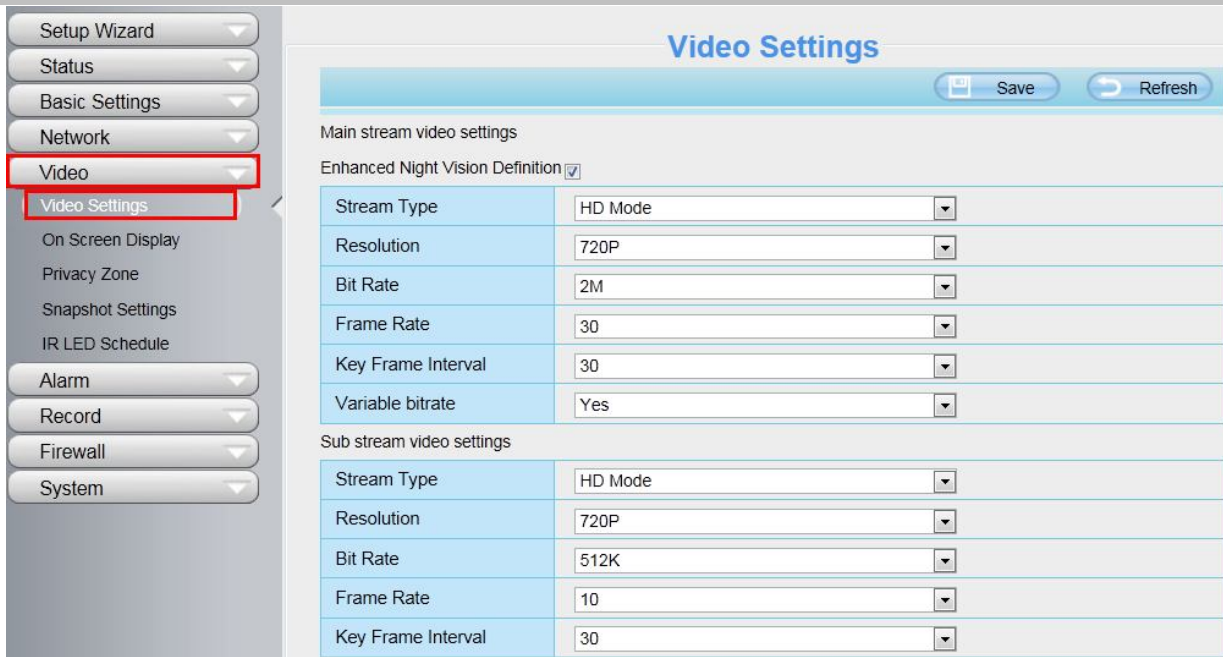 Setup Wizard
Status
Basic Settings
Network
Video
Video Settings
On Screen Display
Privacy Zone
Snapshot Settings
IR LED Schedule
Alarm
Record
Firewall
System
Video Settings
Save Refresh
Main stream video settings
Enhanced Night Vision Definition
Stream Type HD Mode
Resolution 720P
Bit Rate 2M
Frame Rate 30
Key Frame Interval 30
Variable bitrate Yes
Sub stream video settings
Stream Type HD Mode
Resolution 720P
Bit Rate 512K
Frame Rate 10
Key Frame Interval 30